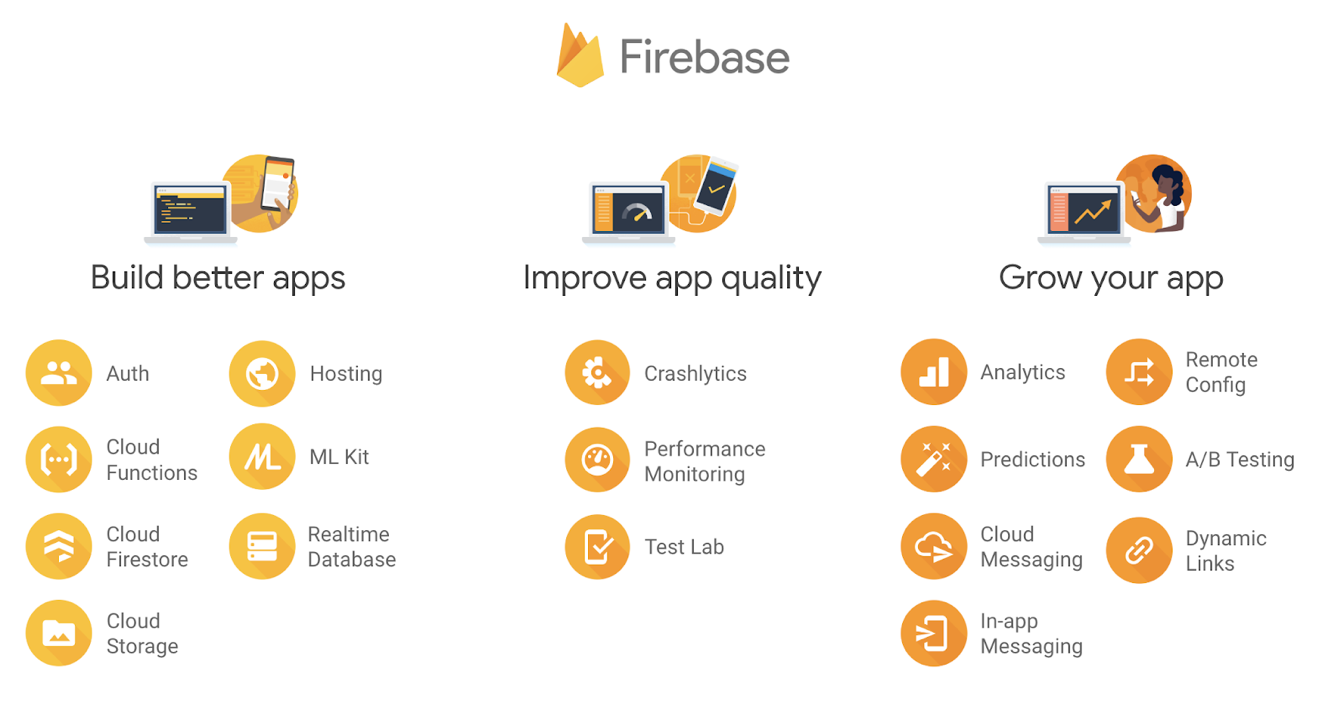 Firebase
Build better apps
Auth
Hosting
Cloud
Functions
ML Kit
Cloud
Firestore
Realtime
Database
Cloud
Storage
Improve app quality
Crashlytics
Performance
Monitoring
Test Lab
Grow your app
Analytics
Remote
Config
Predictions
A/B Testing
Cloud
Messaging
Dynamic
Links
In-app
Messaging